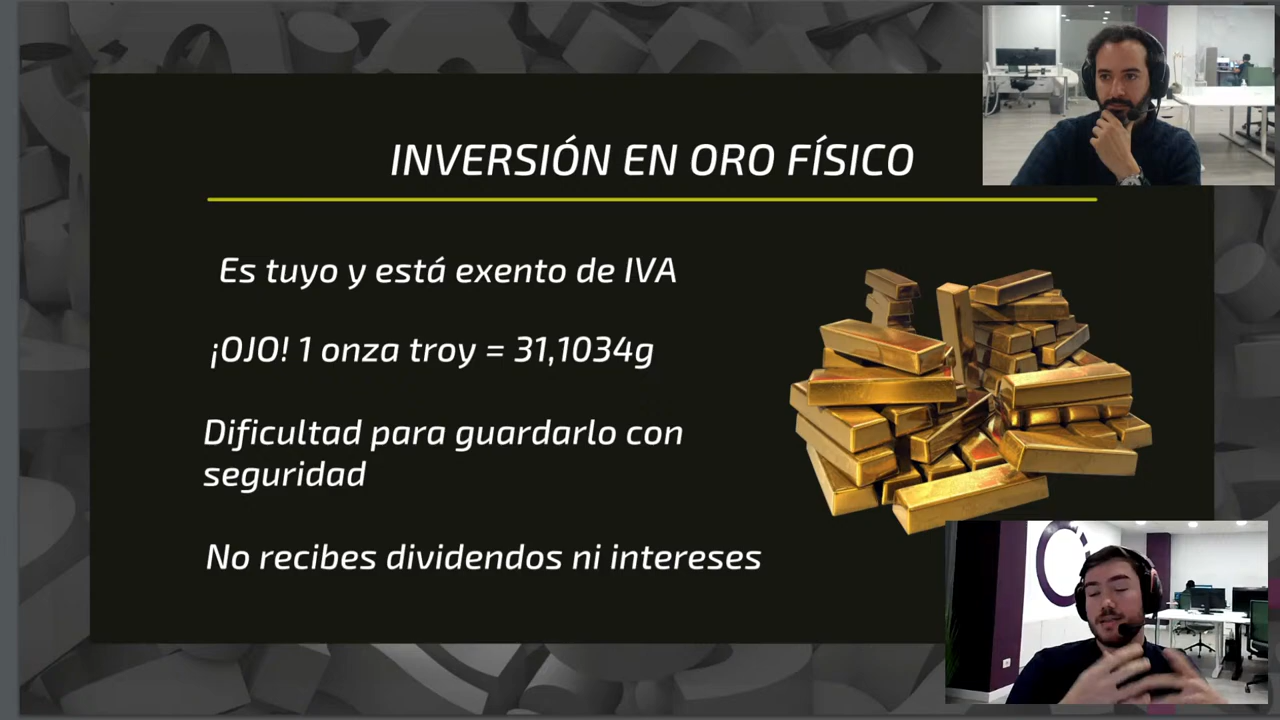 INVERSIÓN EN ORO FÍSICO
Es tuyo y está exento de IVA
¡OJO! 1 onza troy = 31,1034g
Dificultad para guardarlo con
seguridad
No recibes dividendos ni intereses